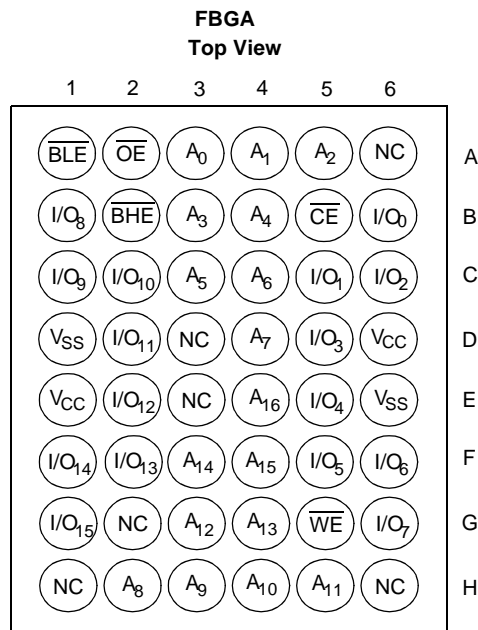 FBGA
Top View
1 2 3 4 5 6
BLE OE A0 A1 A2 NC A
I/O8 BHE A3 A4 CE I/O0 B
I/O9 I/O10 A5 A6 I/O1 I/O2 C
VSS I/O11 NC A7 I/O3 VCC D
VCC I/O12 NC A16 I/O4 VSS E
I/O14 I/O13 A14 A15 I/O5 I/O6 F
I/O15 NC A12 A13 WE I/O7 G
NC A8 A9 A10 A11 NC H